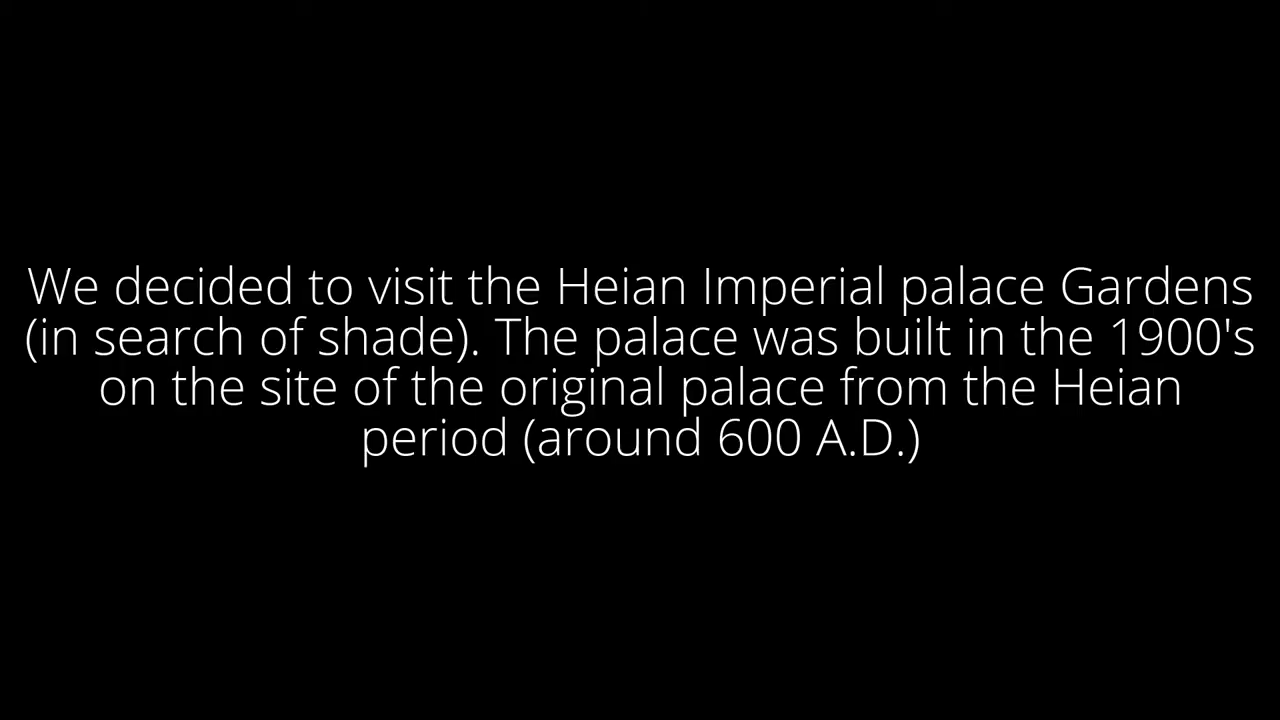 We decided to visit the Heian Imperial palace Gardens
(in search of shade). The palace was built in the 1900's
on the site of the original palace from the Heian
period (around 600 A.D.)